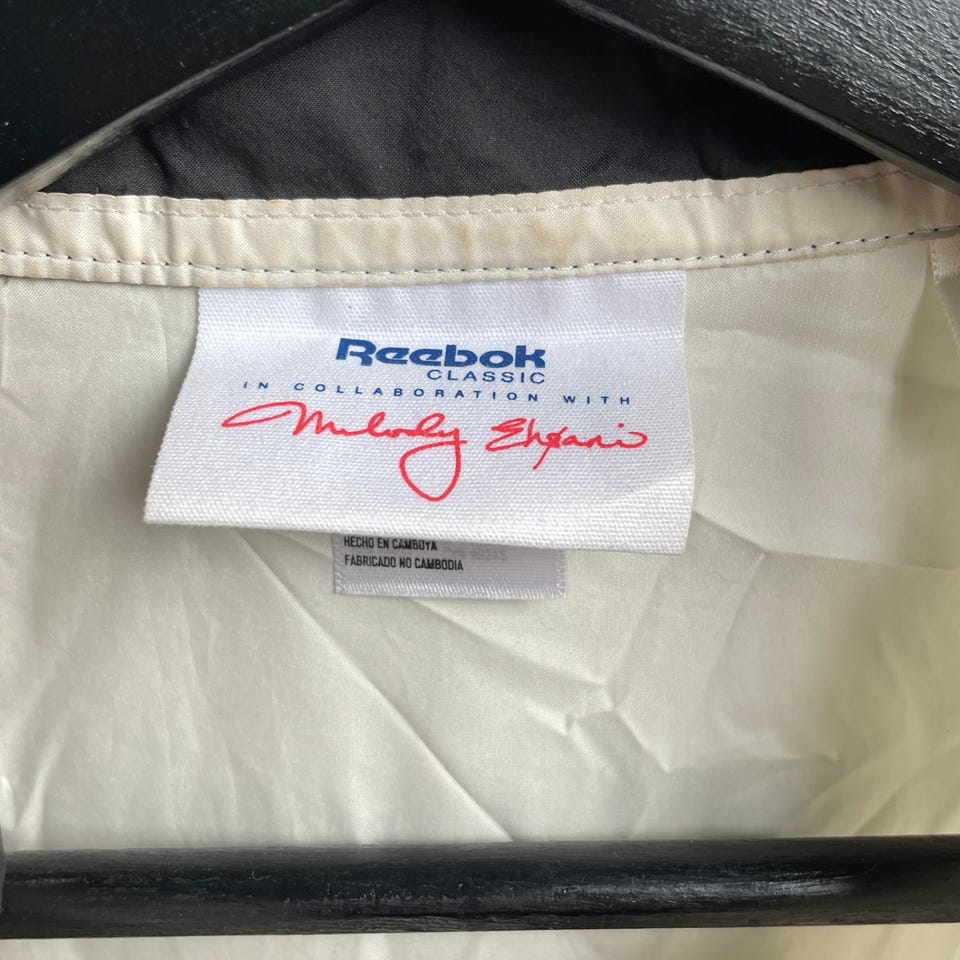 Reebok
CLASSIC
IN COLLABORATION WITH
Melody Ehsani
HECHO EN CAMBOYA
FABRICADO NO CAMBODIA